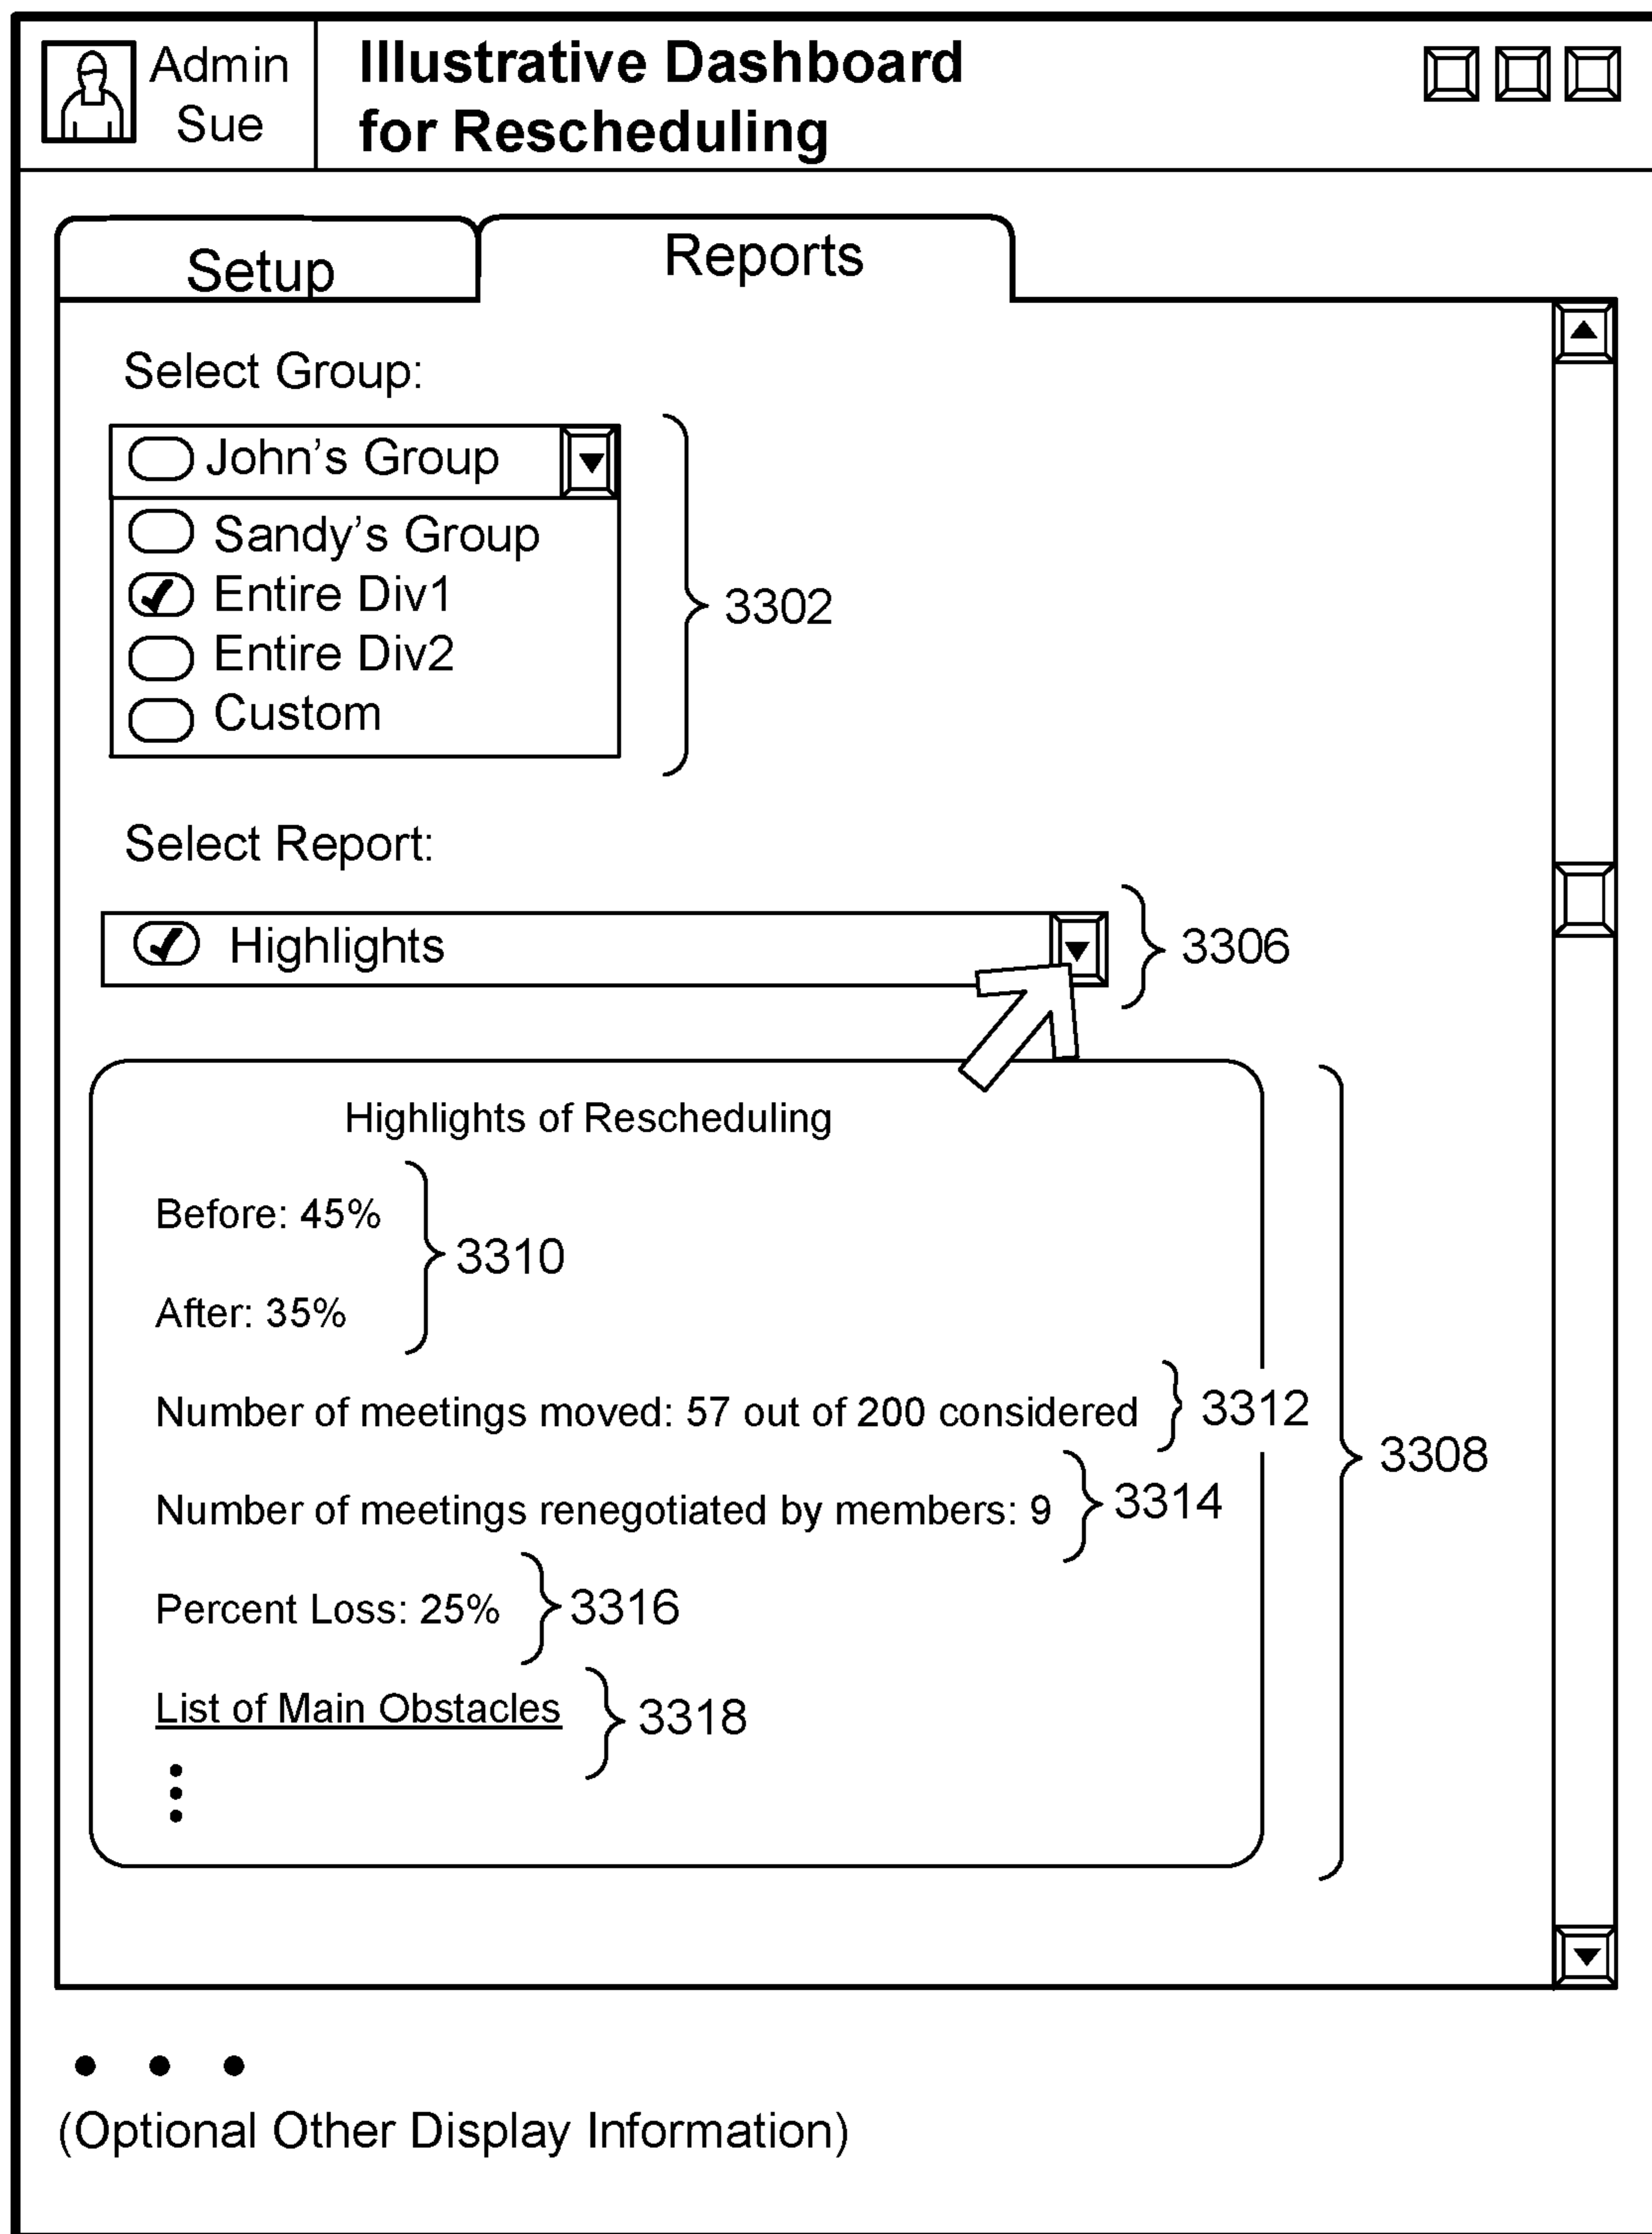 Admin
Sue
Illustrative Dashboard
for Rescheduling
Setup
Reports
Select Group:
John's Group
Sandy's Group
Entire Div1
Entire Div2
Custom
3302
Select Report:
Highlights
3306
Highlights of Rescheduling
Before: 45%
3310
After: 35%
Number of meetings moved: 57 out of 200 considered
3312
3308
Number of meetings renegotiated by members: 9
3314
Percent Loss: 25%
3316
List of Main Obstacles
3318
(Optional Other Display Information)